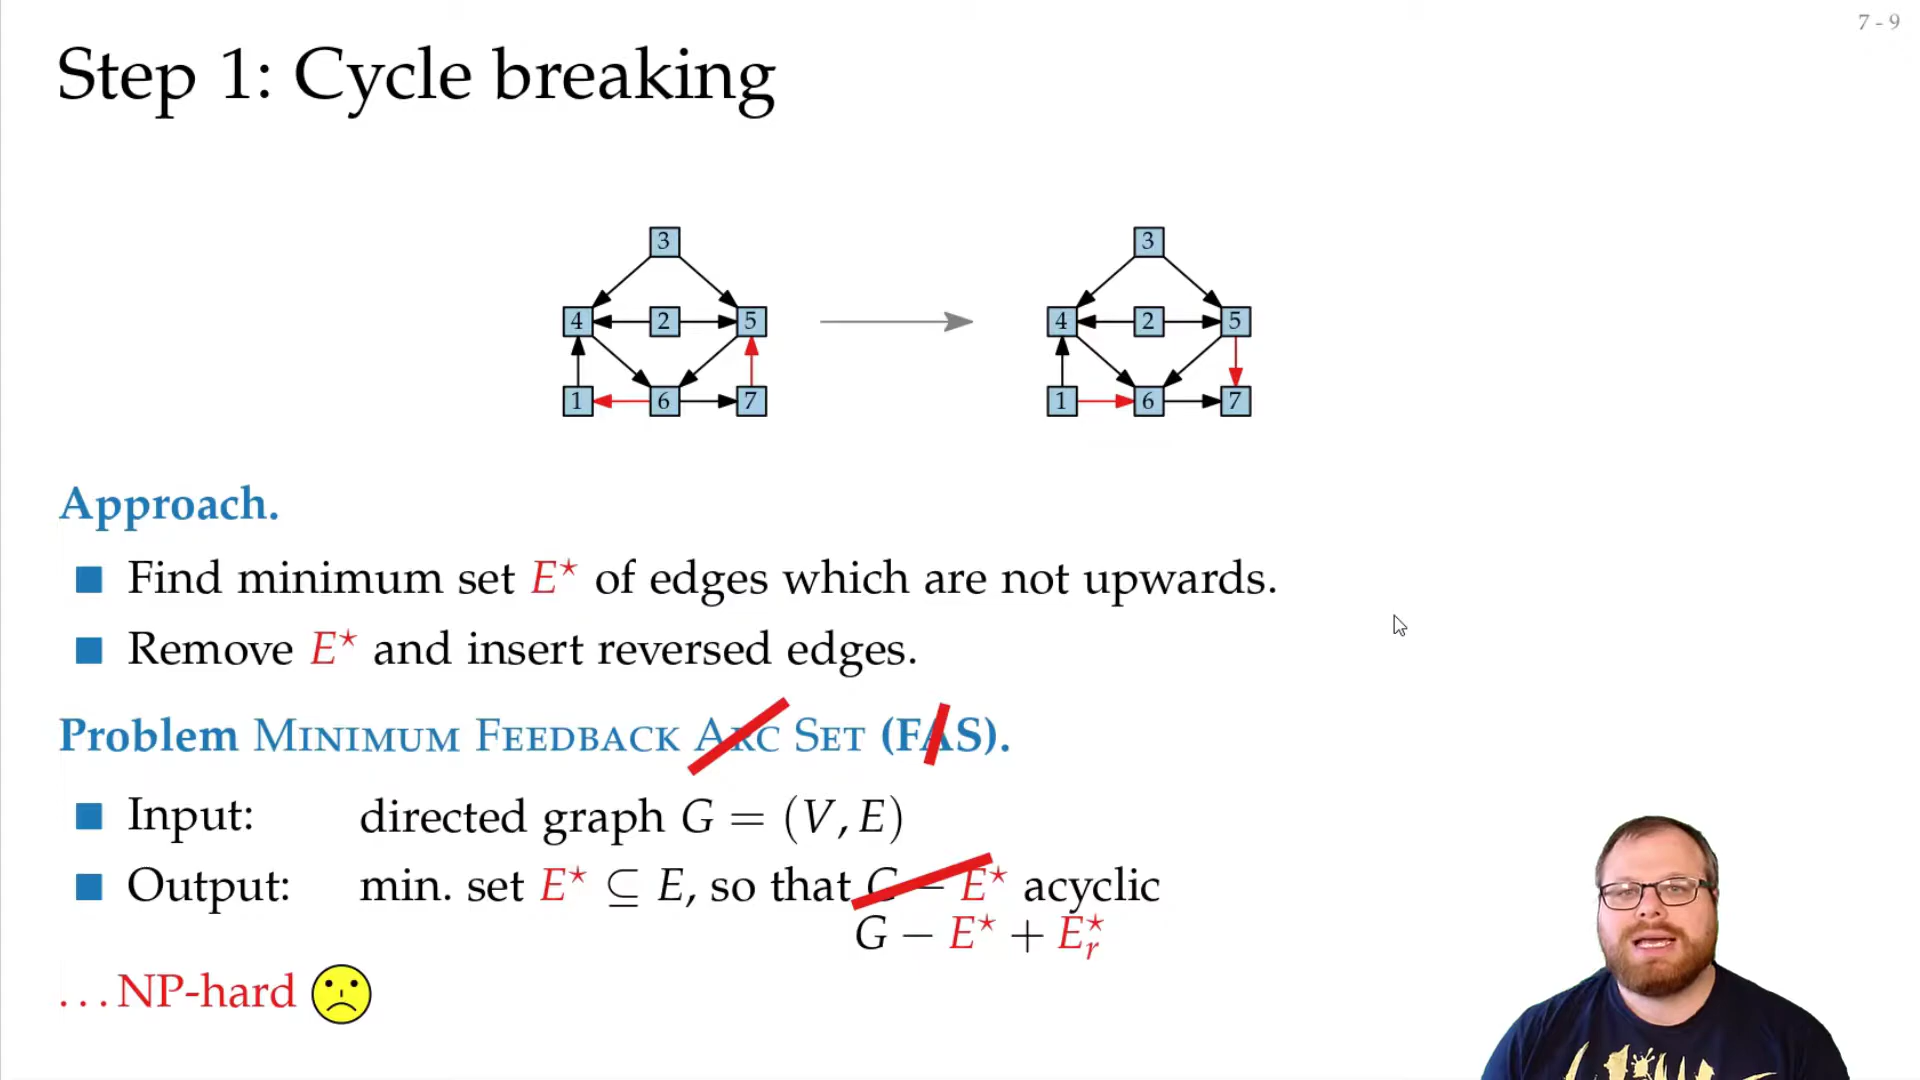 7 - 9
Step 1: Cycle breaking
3 3
4 2 5 4 2 5
1 6 7 1 6 7
Approach.
Find minimum set E⋆ of edges which are not upwards.
Remove E⋆ and insert reversed edges.
Problem MINIMUM FEEDBACK ARC SET (FAS).
Input: directed graph G = (V, E)
Output: min. set E⋆ ⊆ E, so that G − E⋆ acyclic
G − E⋆ + E⋆r
...NP-hard